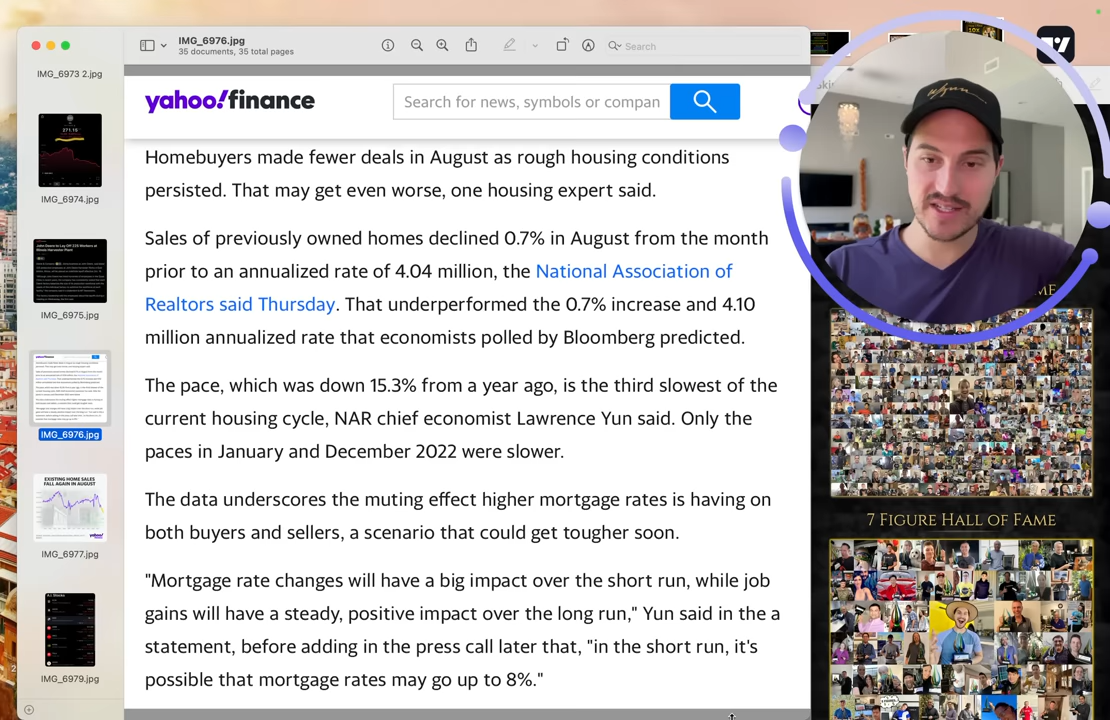 IMG_6976.jpg
35 documents, 35 total pages
Search
IMG_6973 2.jpg
271.10
IMG_6974.jpg
IMG_6975.jpg
IMG_6976.jpg
EXISTING HOME SALES
FALL AGAIN IN AUGUST
IMG_6977.jpg
IMG_6979.jpg
yahoo!finance
Search for news, symbols or compan
Homebuyers made fewer deals in August as rough housing conditions
persisted. That may get even worse, one housing expert said.
Sales of previously owned homes declined 0.7% in August from the month
prior to an annualized rate of 4.04 million, the National Association of
Realtors said Thursday. That underperformed the 0.7% increase and 4.10
million annualized rate that economists polled by Bloomberg predicted.
The pace, which was down 15.3% from a year ago, is the third slowest of the
current housing cycle, NAR chief economist Lawrence Yun said. Only the
paces in January and December 2022 were slower.
The data underscores the muting effect higher mortgage rates is having on
both buyers and sellers, a scenario that could get tougher soon.
"Mortgage rate changes will have a big impact over the short run, while job
gains will have a steady, positive impact over the long run," Yun said in the a
statement, before adding in the press call later that, "in the short run, it's
possible that mortgage rates may go up to 8%."
7 Figure Hall of Fame